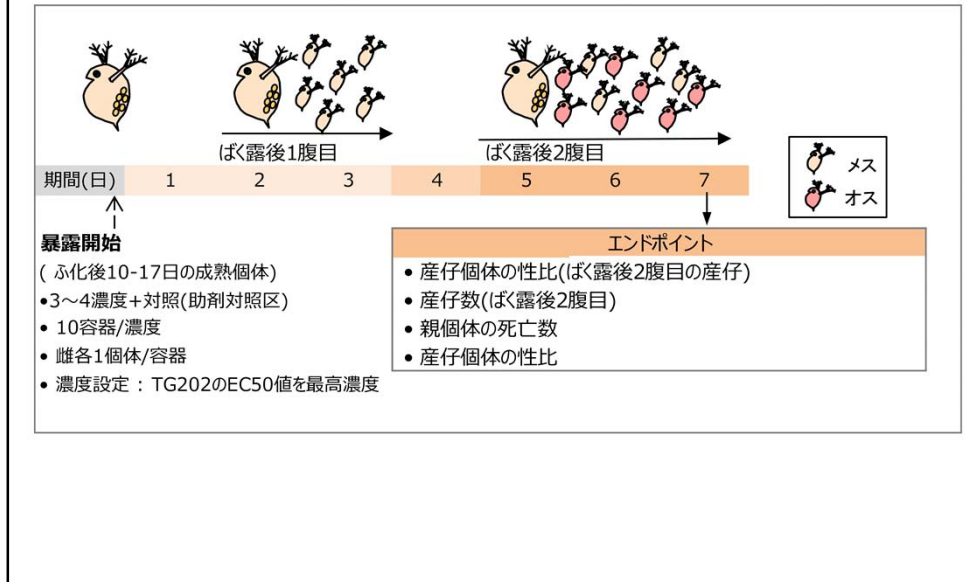 ばく露後1腹目
ばく露後2腹目
メス
オス
期間(日) 1 2 3 4 5 6 7
暴露開始
( ふ化後10-17日の成熟個体)
•3～4濃度+対照(助剤対照区)
• 10容器/濃度
• 雌各1個体/容器
• 濃度設定 : TG202のEC50値を最高濃度
エンドポイント
• 産仔個体の性比(ばく露後2腹目の産仔)
• 産仔数(ばく露後2腹目)
• 親個体の死亡数
• 産仔個体の性比